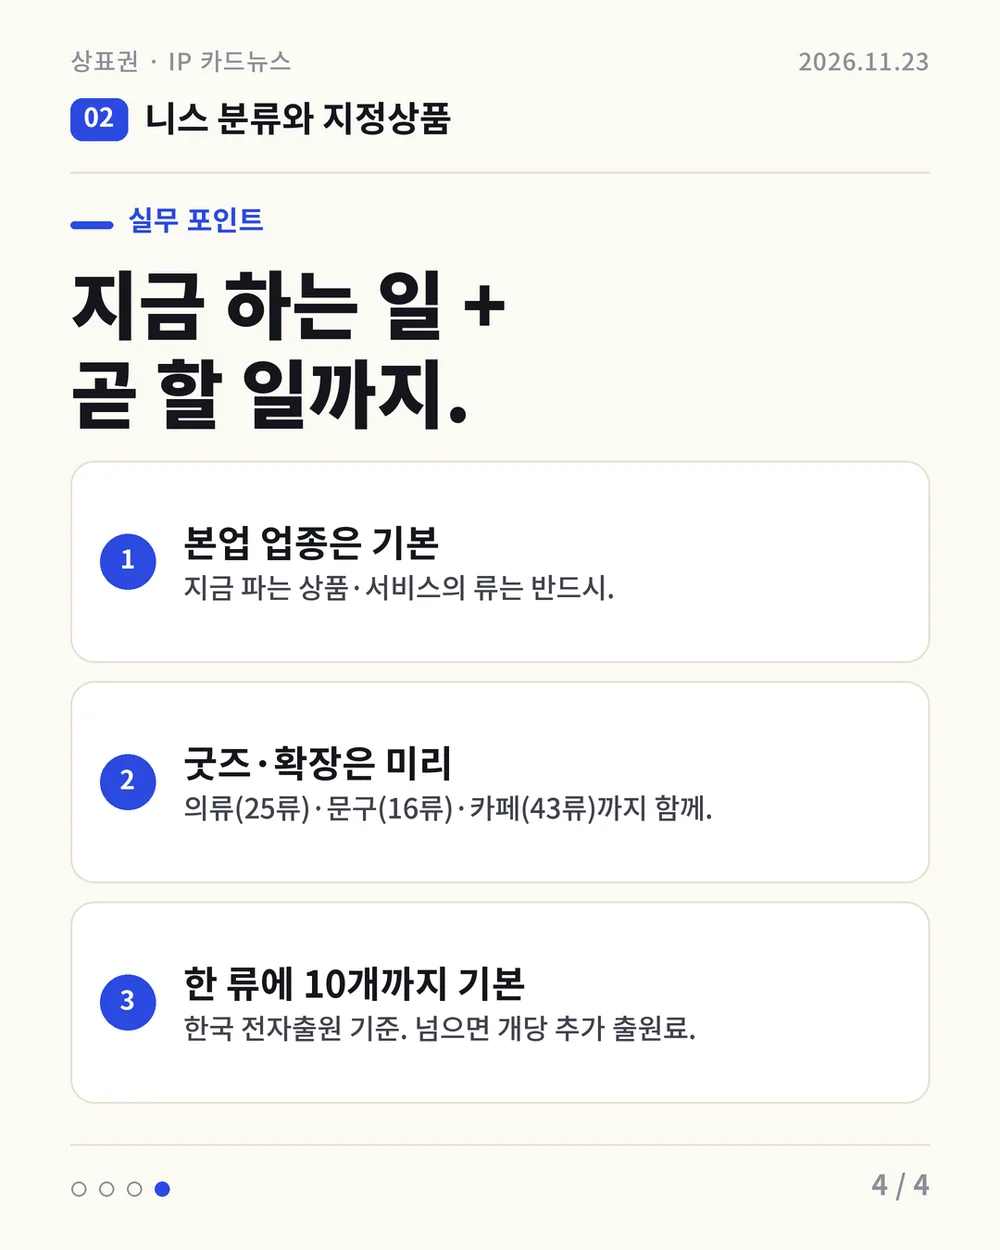 상표권 · IP 카드뉴스
2026.11.23
02 니스 분류와 지정상품
실무 포인트
지금 하는 일 +
곧 할 일까지.
1
본업 업종은 기본
지금 파는 상품·서비스의 류는 반드시.
2
굿즈·확장은 미리
의류(25류)·문구(16류)·카페(43류)까지 함께.
3
한 류에 10개까지 기본
한국 전자출원 기준. 넘으면 개당 추가 출원료.
4 / 4